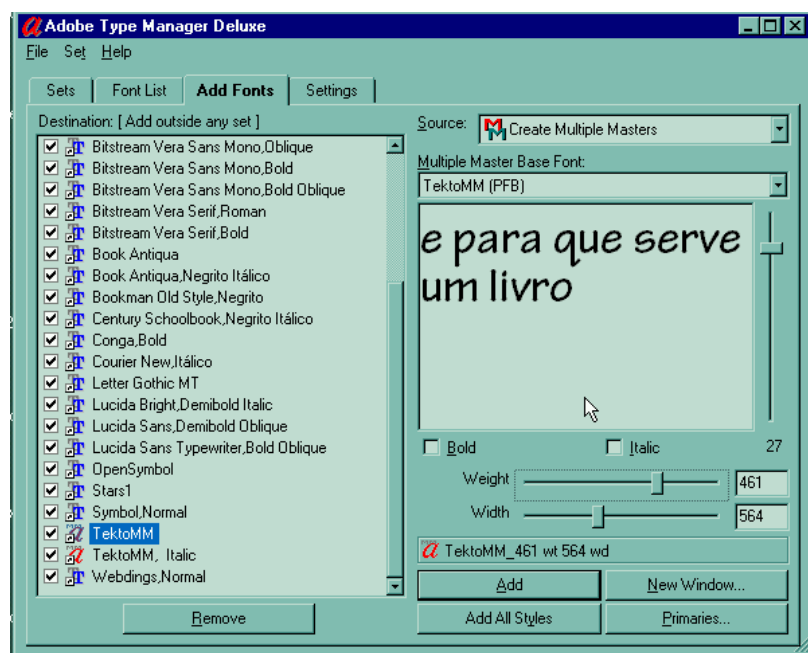 Adobe Type Manager Deluxe
File Set Help
Sets Font List Add Fonts Settings
Destination: [ Add outside any set ]
Bitstream Vera Sans Mono,Oblique
Bitstream Vera Sans Mono,Bold
Bitstream Vera Sans Mono,Bold Oblique
Bitstream Vera Serif,Roman
Bitstream Vera Serif,Bold
Book Antiqua
Book Antiqua,Negrito Itálico
Bookman Old Style,Negrito
Century Schoolbook,Negrito Itálico
Conga,Bold
Courier New,Itálico
Letter Gothic MT
Lucida Bright,Demibold Italic
Lucida Sans,Demibold Oblique
Lucida Sans Typewriter,Bold Oblique
OpenSymbol
Stars1
Symbol,Normal
TektoMM
TektoMM, Italic
Webdings,Normal
Remove
Source: Create Multiple Masters
Multiple Master Base Font:
TektoMM (PFB)
e para que serve
um livro
Bold Italic 27
Weight 461
Width 564
TektoMM_461 wt 564 wd
Add New Window...
Add All Styles Primaries...